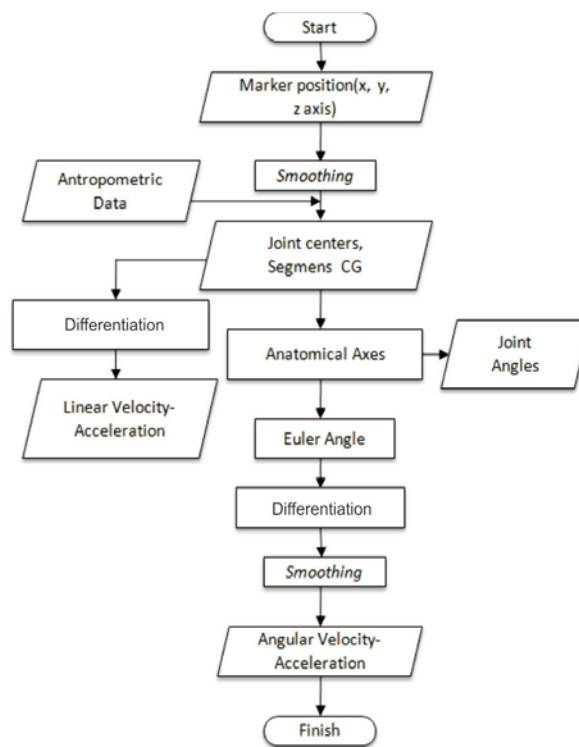 Start
Marker position(x, y,
z axis)
Smoothing
Antropometric
Data
Joint centers,
Segmens CG
Differentiation
Anatomical Axes
Joint
Angles
Linear Velocity-
Acceleration
Euler Angle
Differentiation
Smoothing
Angular Velocity-
Acceleration
Finish